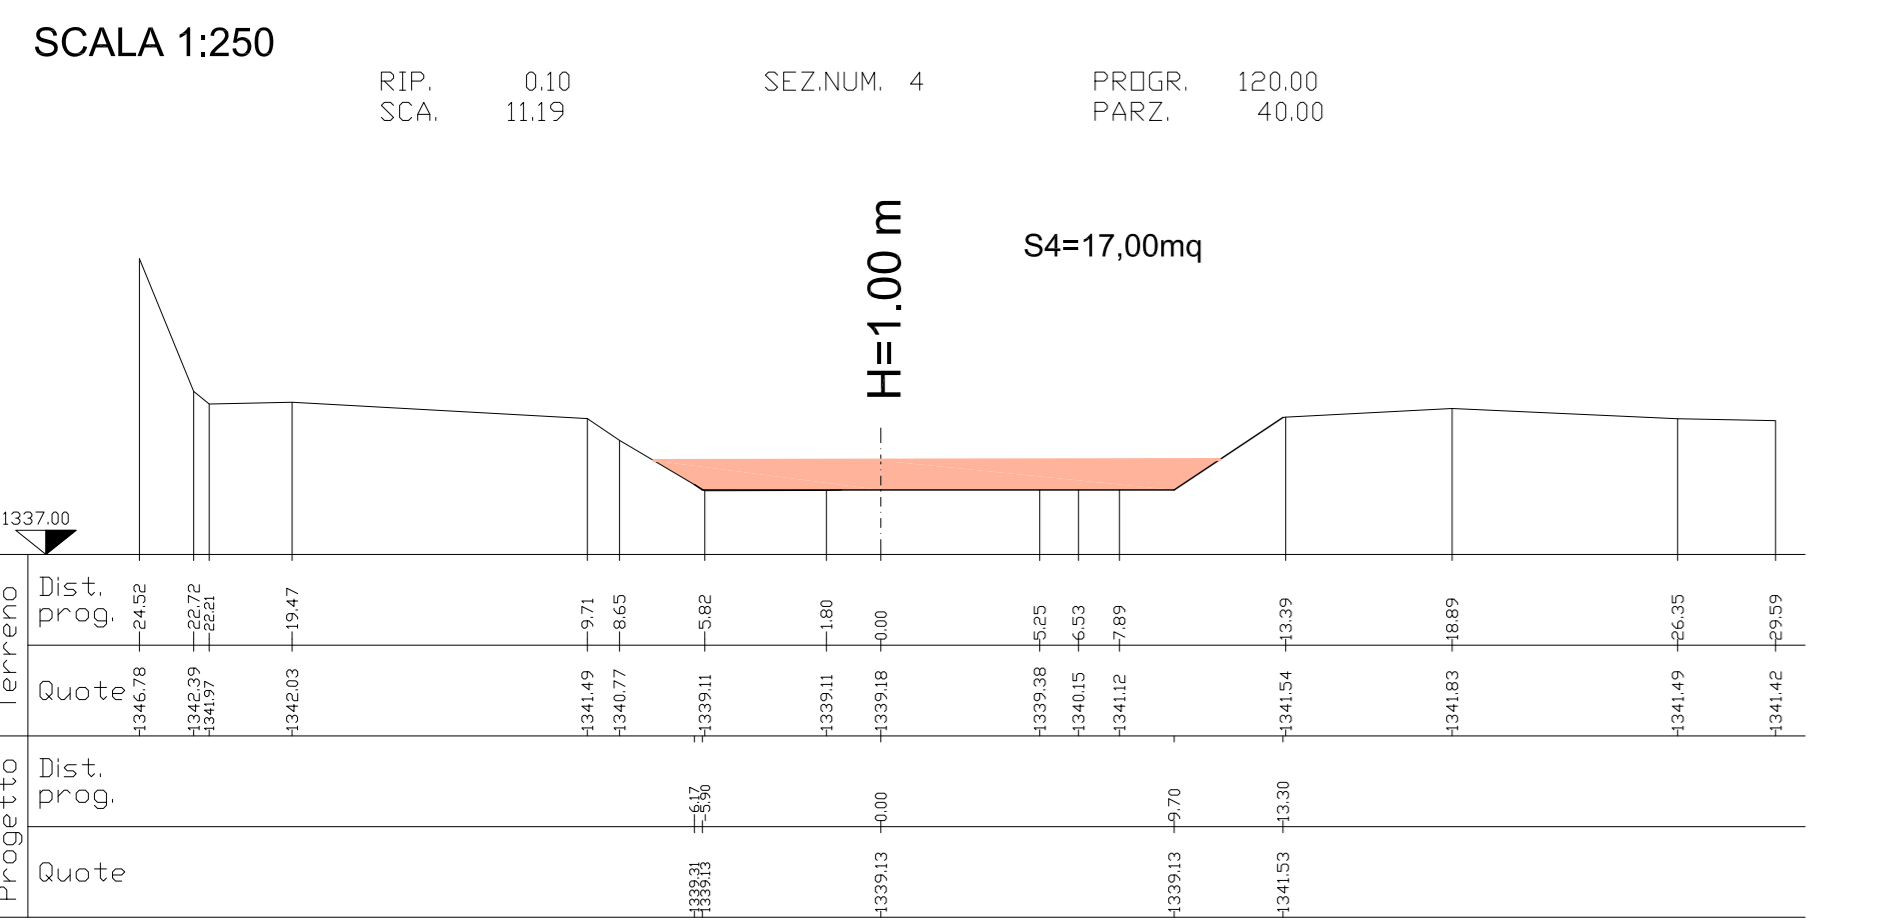 SCALA 1:250
RIP. 0.10 SEZ.NUM. 4 PROGR. 120.00
SCA. 11.19 PARZ. 40.00
H=1.00 m
S4=17,00mq
1337.00
Terreno
Dist. prog. 24.52 22.72 22.21 19.47 9.71 8.65 5.82 1.80 0.00 5.25 6.53 7.89 13.39 18.89 26.35 29.59
Quote 1346.78 1342.39 1341.97 1342.03 1341.49 1340.77 1339.11 1339.11 1339.18 1339.38 1340.15 1341.12 1341.54 1341.83 1341.49 1341.42
Progetto
Dist. prog. 6.17 5.90 0.00 9.70 13.30
Quote 1339.31 1339.13 1339.13 1339.13 1341.53